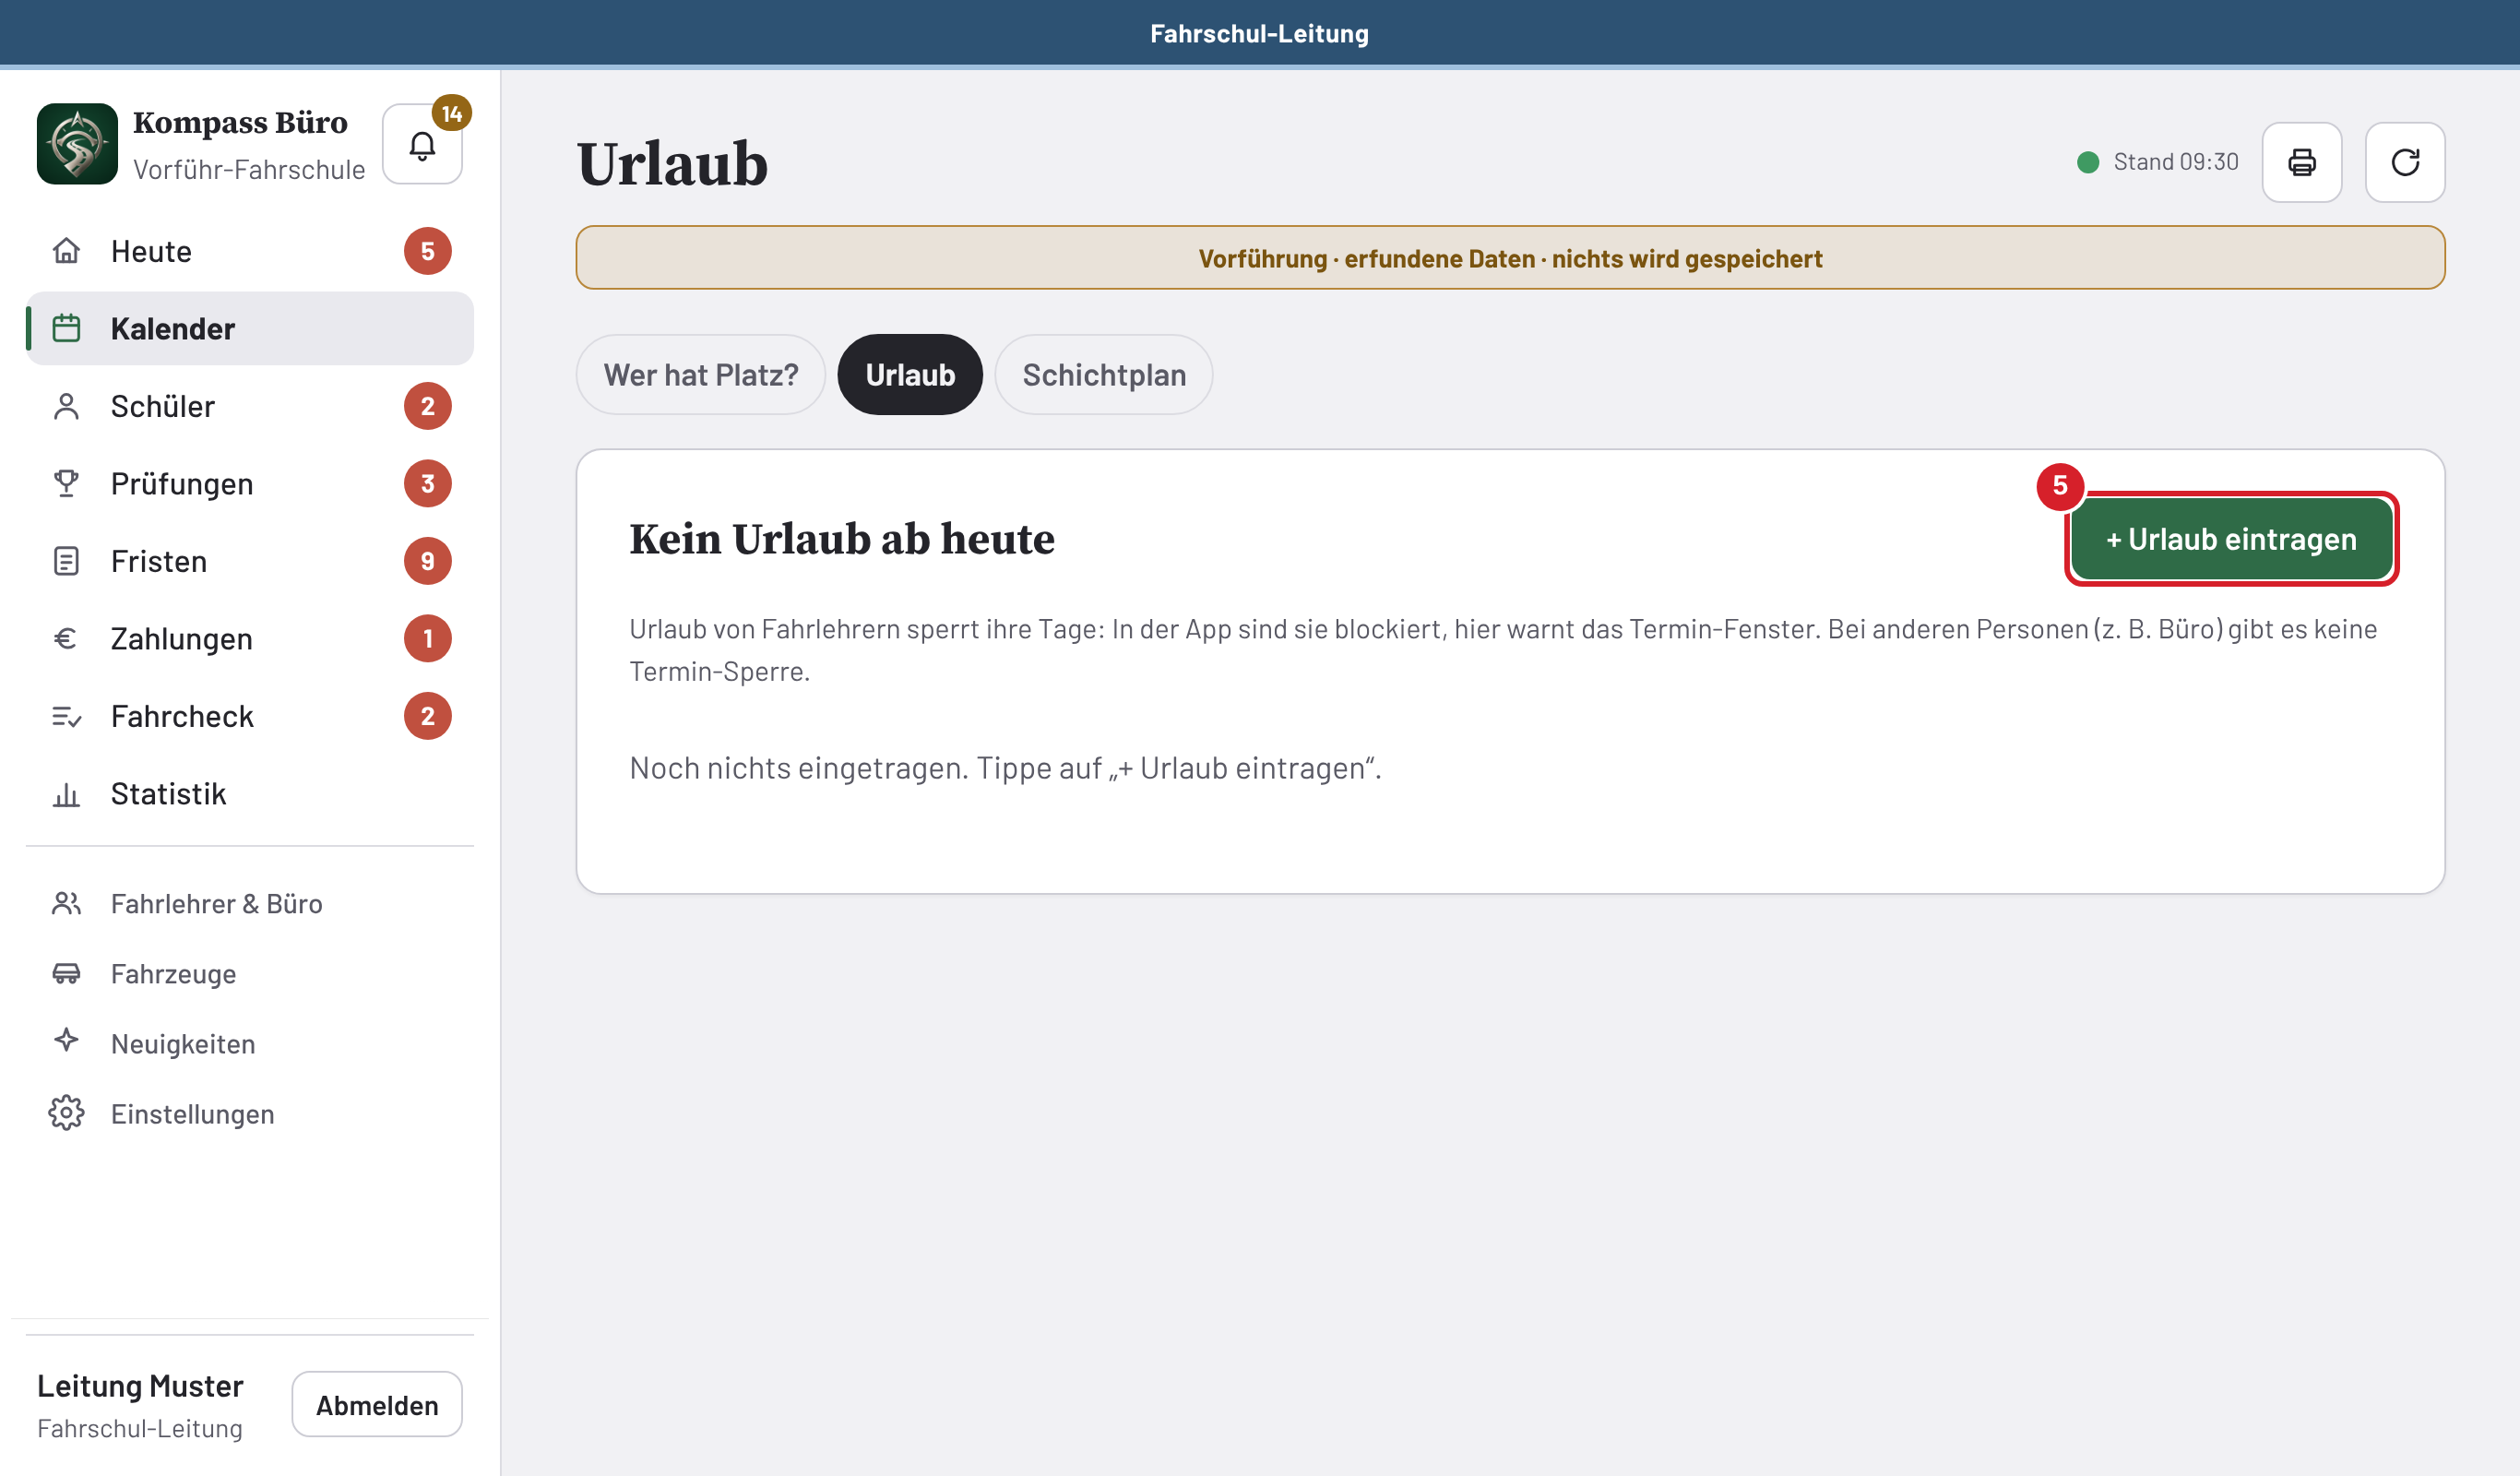 Fahrschul-Leitung
Kompass Büro
Vorführ-Fahrschule
14
Heute
5
Kalender
Schüler
2
Prüfungen
3
Fristen
9
Zahlungen
1
Fahrcheck
2
Statistik
Fahrlehrer & Büro
Fahrzeuge
Neuigkeiten
Einstellungen
Leitung Muster
Fahrschul-Leitung
Abmelden
Urlaub
Stand 09:30
Vorführung · erfundene Daten · nichts wird gespeichert
Wer hat Platz?
Urlaub
Schichtplan
Kein Urlaub ab heute
5
+ Urlaub eintragen
Urlaub von Fahrlehrern sperrt ihre Tage: In der App sind sie blockiert, hier warnt das Termin-Fenster. Bei anderen Personen (z. B. Büro) gibt es keine
Termin-Sperre.
Noch nichts eingetragen. Tippe auf „+ Urlaub eintragen“.